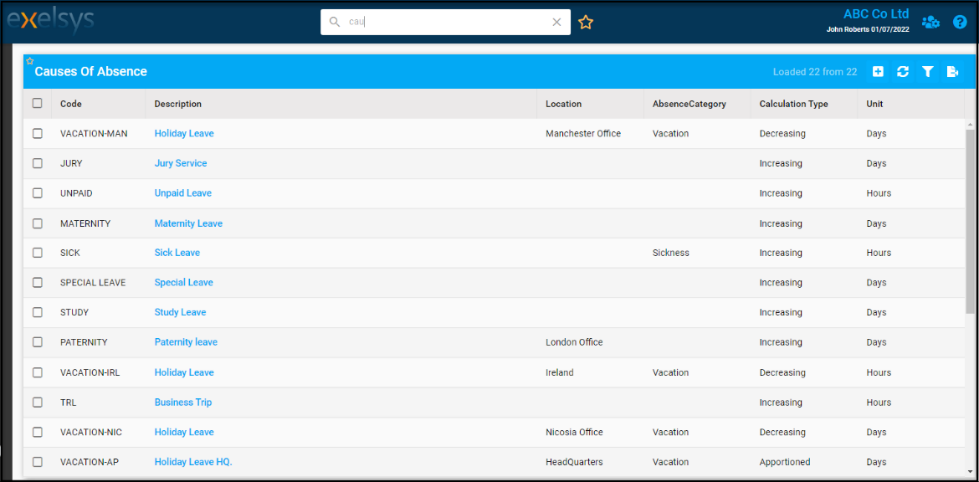 exelsys
cau
ABC Co Ltd
John Roberts 01/07/2022
Causes Of Absence
Loaded 22 from 22
Code Description Location AbsenceCategory Calculation Type Unit
VACATION-MAN Holiday Leave Manchester Office Vacation Decreasing Days
JURY Jury Service Increasing Days
UNPAID Unpaid Leave Increasing Hours
MATERNITY Maternity Leave Increasing Days
SICK Sick Leave Sickness Increasing Hours
SPECIAL LEAVE Special Leave Increasing Days
STUDY Study Leave Increasing Days
PATERNITY Paternity leave London Office Increasing Days
VACATION-IRL Holiday Leave Ireland Vacation Decreasing Hours
TRL Business Trip Increasing Hours
VACATION-NIC Holiday Leave Nicosia Office Vacation Decreasing Days
VACATION-AP Holiday Leave HQ. HeadQuarters Vacation Apportioned Days